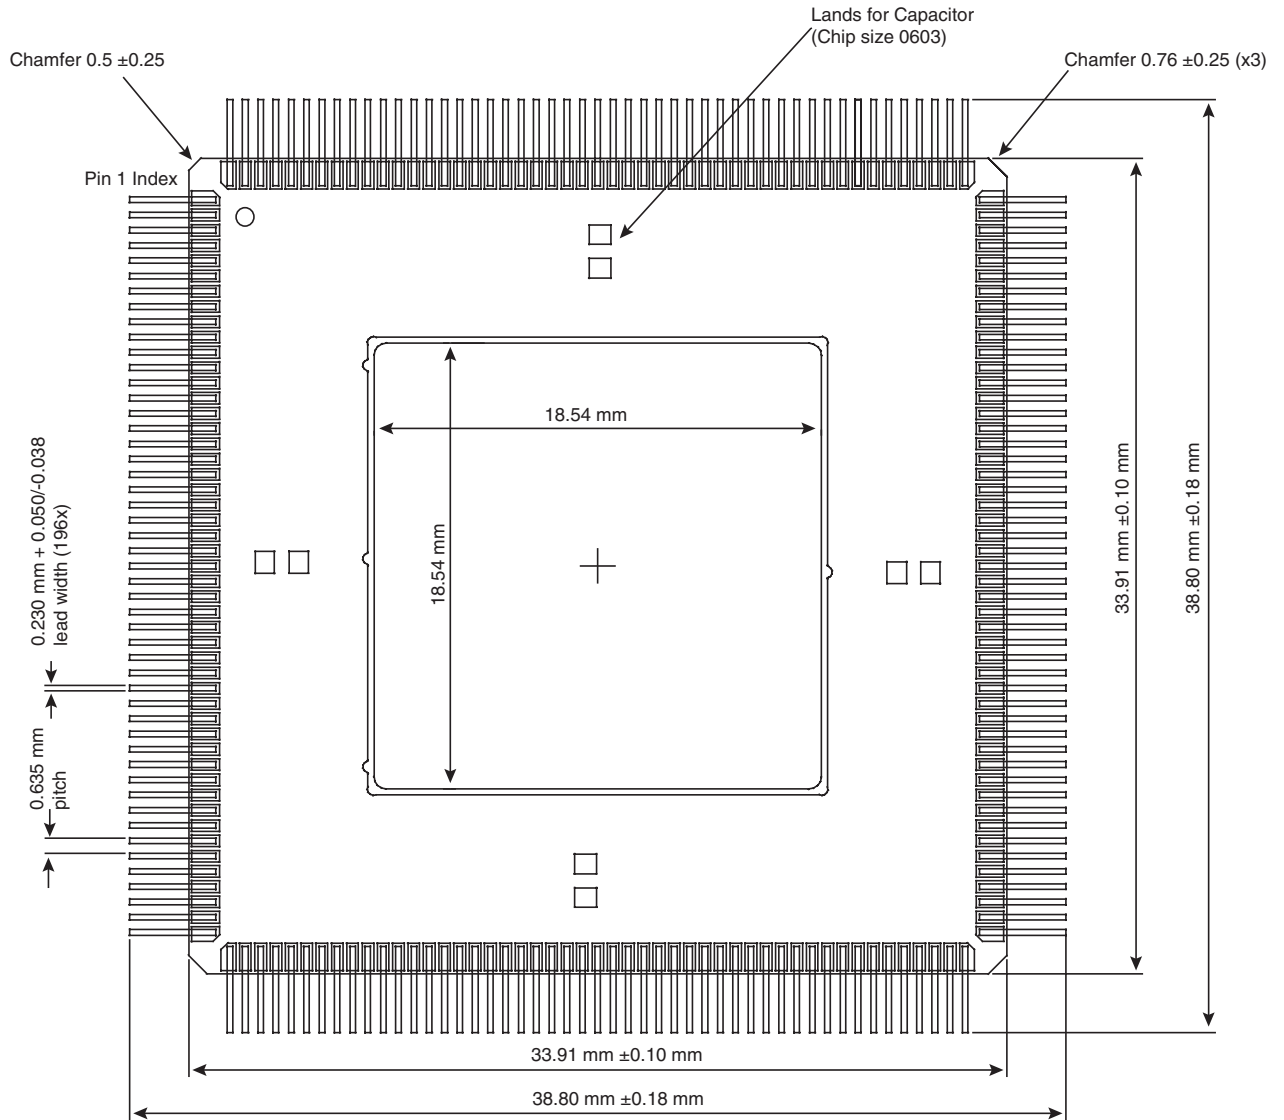 Lands for Capacitor
(Chip size 0603)
Chamfer 0.5 ±0.25
Chamfer 0.76 ±0.25 (x3)
Pin 1 Index
18.54 mm
18.54 mm
0.230 mm + 0.050/-0.038
lead width (196x)
0.635 mm
pitch
33.91 mm ±0.10 mm
38.80 mm ±0.18 mm
33.91 mm ±0.10 mm
38.80 mm ±0.18 mm